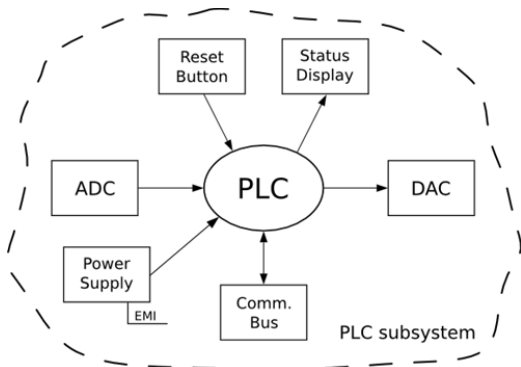 Reset
Button
Status
Display
ADC
PLC
DAC
Power
Supply
EMI
Comm.
Bus
PLC subsystem